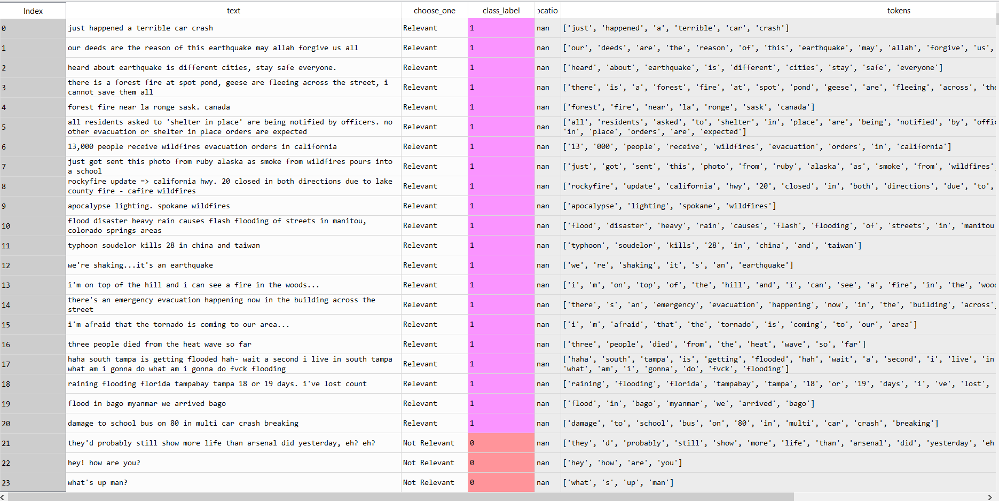 Index text choose_one class_label ocatio tokens
0 just happened a terrible car crash Relevant 1 nan ['just', 'happened', 'a', 'terrible', 'car', 'crash']
1 our deeds are the reason of this earthquake may allah forgive us all Relevant 1 nan ['our', 'deeds', 'are', 'the', 'reason', 'of', 'this', 'earthquake', 'may', 'allah', 'forgive', 'us',
2 heard about earthquake is different cities, stay safe everyone. Relevant 1 nan ['heard', 'about', 'earthquake', 'is', 'different', 'cities', 'stay', 'safe', 'everyone']
3 there is a forest fire at spot pond, geese are fleeing across the street, i
cannot save them all Relevant 1 nan ['there', 'is', 'a', 'forest', 'fire', 'at', 'spot', 'pond', 'geese', 'are', 'fleeing', 'across', 'the
4 forest fire near la ronge sask. canada Relevant 1 nan ['forest', 'fire', 'near', 'la', 'ronge', 'sask', 'canada']
5 all residents asked to 'shelter in place' are being notified by officers. no
other evacuation or shelter in place orders are expected Relevant 1 nan ['all', 'residents', 'asked', 'to', 'shelter', 'in', 'place', 'are', 'being', 'notified', 'by', 'offic
'in', 'place', 'orders', 'are', 'expected']
6 13,000 people receive wildfires evacuation orders in california Relevant 1 nan ['13', '000', 'people', 'receive', 'wildfires', 'evacuation', 'orders', 'in', 'california']
7 just got sent this photo from ruby alaska as smoke from wildfires pours into
a school Relevant 1 nan ['just', 'got', 'sent', 'this', 'photo', 'from', 'ruby', 'alaska', 'as', 'smoke', 'from', 'wildfires',
8 rockyfire update => california hwy. 20 closed in both directions due to lake
county fire - cafire wildfires Relevant 1 nan ['rockyfire', 'update', 'california', 'hwy', '20', 'closed', 'in', 'both', 'directions', 'due', 'to',
9 apocalypse lighting. spokane wildfires Relevant 1 nan ['apocalypse', 'lighting', 'spokane', 'wildfires']
10 flood disaster heavy rain causes flash flooding of streets in manitou,
colorado springs areas Relevant 1 nan ['flood', 'disaster', 'heavy', 'rain', 'causes', 'flash', 'flooding', 'of', 'streets', 'in', 'manitou
11 typhoon soudelor kills 28 in china and taiwan Relevant 1 nan ['typhoon', 'soudelor', 'kills', '28', 'in', 'china', 'and', 'taiwan']
12 we're shaking...it's an earthquake Relevant 1 nan ['we', 're', 'shaking', 'it', 's', 'an', 'earthquake']
13 i'm on top of the hill and i can see a fire in the woods... Relevant 1 nan ['i', 'm', 'on', 'top', 'of', 'the', 'hill', 'and', 'i', 'can', 'see', 'a', 'fire', 'in', 'the', 'wood
14 there's an emergency evacuation happening now in the building across the
street Relevant 1 nan ['there', 's', 'an', 'emergency', 'evacuation', 'happening', 'now', 'in', 'the', 'building', 'across',
15 i'm afraid that the tornado is coming to our area... Relevant 1 nan ['i', 'm', 'afraid', 'that', 'the', 'tornado', 'is', 'coming', 'to', 'our', 'area']
16 three people died from the heat wave so far Relevant 1 nan ['three', 'people', 'died', 'from', 'the', 'heat', 'wave', 'so', 'far']
17 haha south tampa is getting flooded hah- wait a second i live in south tampa
what am i gonna do what am i gonna do fvck flooding Relevant 1 nan ['haha', 'south', 'tampa', 'is', 'getting', 'flooded', 'hah', 'wait', 'a', 'second', 'i', 'live', 'in
'what', 'am', 'i', 'gonna', 'do', 'fvck', 'flooding']
18 raining flooding florida tampabay tampa 18 or 19 days. i've lost count Relevant 1 nan ['raining', 'flooding', 'florida', 'tampabay', 'tampa', '18', 'or', '19', 'days', 'i', 've', 'lost',
19 flood in bago myanmar we arrived bago Relevant 1 nan ['flood', 'in', 'bago', 'myanmar', 'we', 'arrived', 'bago']
20 damage to school bus on 80 in multi car crash breaking Relevant 1 nan ['damage', 'to', 'school', 'bus', 'on', '80', 'in', 'multi', 'car', 'crash', 'breaking']
21 they'd probably still show more life than arsenal did yesterday, eh? eh? Not Relevant 0 nan ['they', 'd', 'probably', 'still', 'show', 'more', 'life', 'than', 'arsenal', 'did', 'yesterday', 'eh
22 hey! how are you? Not Relevant 0 nan ['hey', 'how', 'are', 'you']
23 what's up man? Not Relevant 0 nan ['what', 's', 'up', 'man']